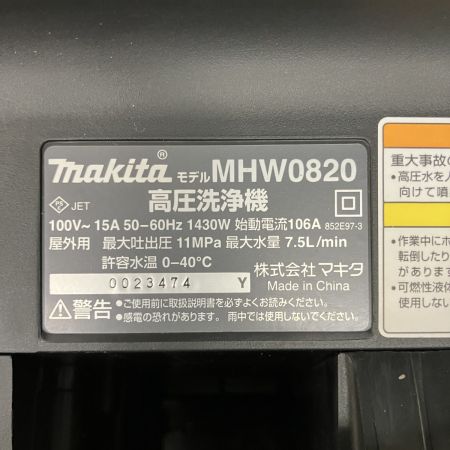 makita® モデル MHW0820
PS E JET 高圧洗浄機
100V~ 15A 50-60Hz 1430W 始動電流106A 852E97-3
屋外用 最大吐出圧 11MPa 最大水量 7.5L/min
許容水温 0-40°C 株式会社 マキタ
0023474 Y Made in China
⚠警告 ●ご使用前に取扱説明書を必ずよくお読みください。
●感電の恐れがあります。雨中では使用しないでください。
重大事故の
●高圧水を人
向けて噴
●作業中にホ
転倒したり
があります
●可燃性液体
使用しない